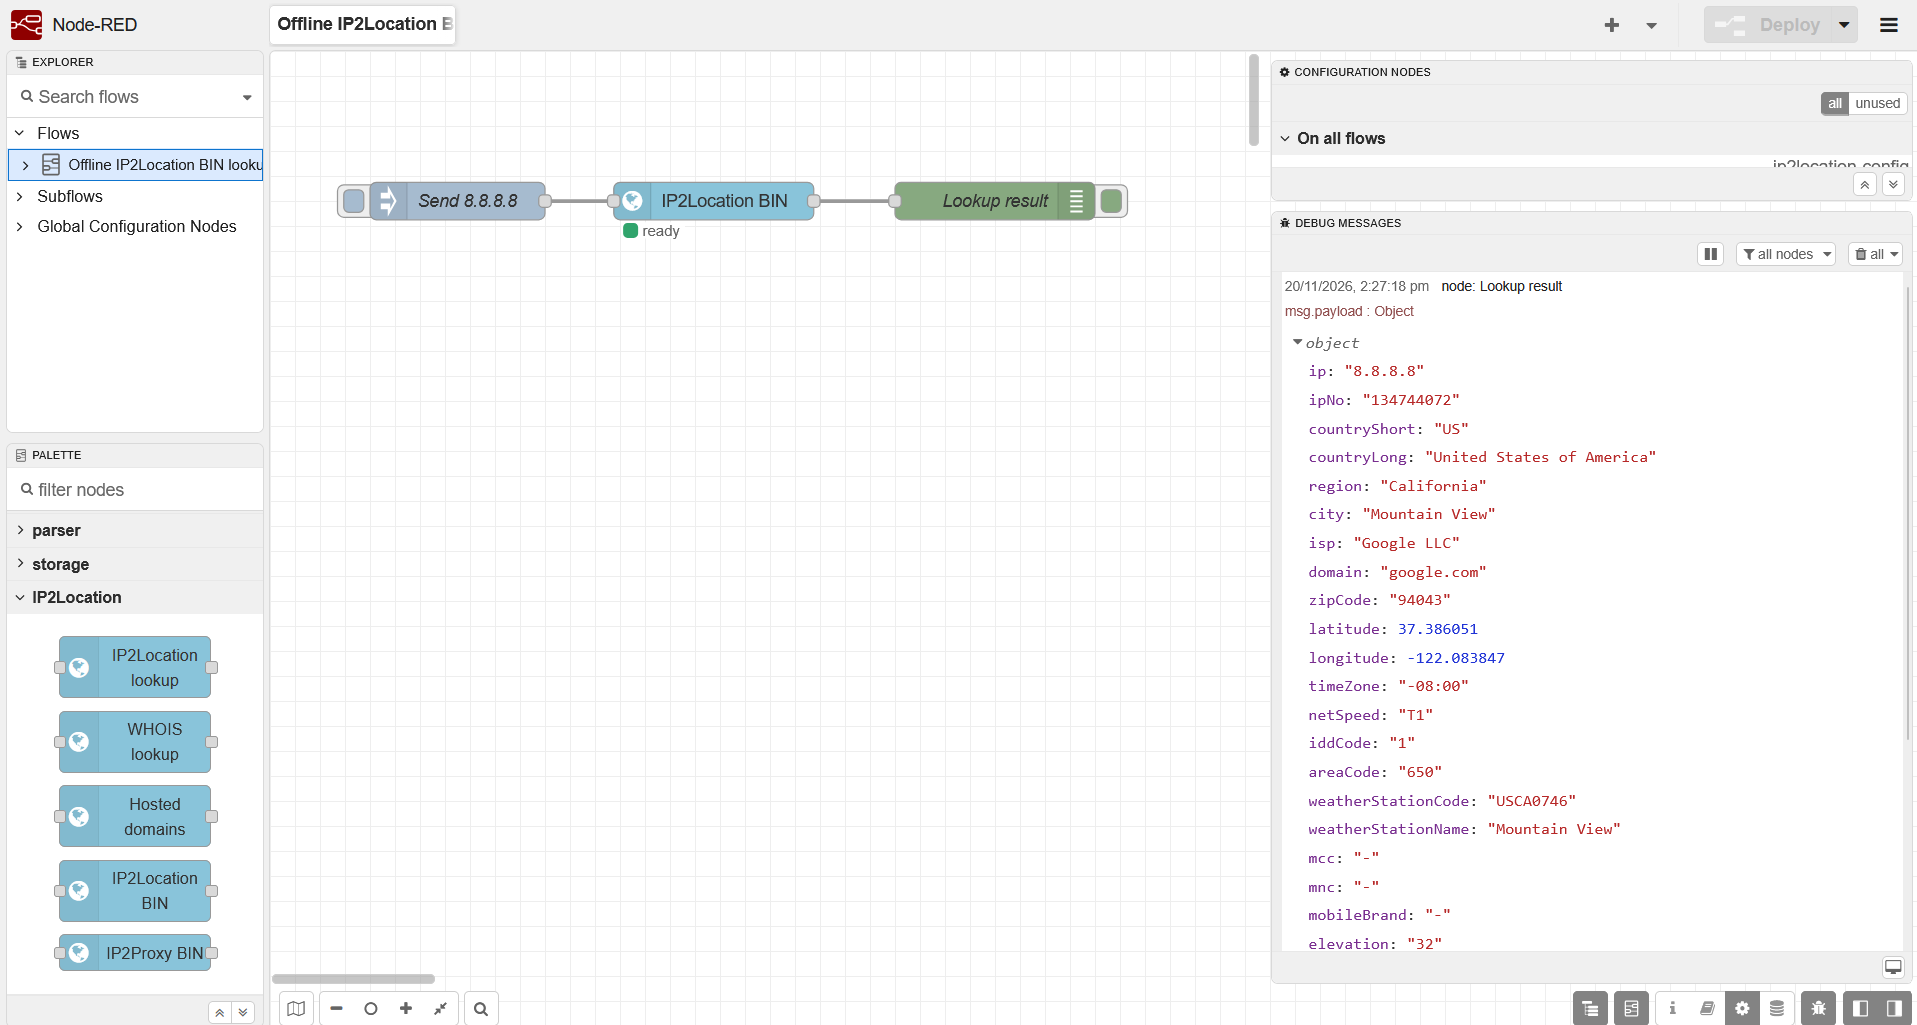 Node-RED
Offline IP2Location B
Deploy
EXPLORER
Search flows
Flows
Offline IP2Location BIN looku
Subflows
Global Configuration Nodes
PALETTE
filter nodes
parser
storage
IP2Location
IP2Location
lookup
WHOIS
lookup
Hosted
domains
IP2Location
BIN
IP2Proxy BIN
Send 8.8.8.8
IP2Location BIN
ready
Lookup result
CONFIGURATION NODES
all unused
On all flows
ip2location-config
DEBUG MESSAGES
all nodes all
20/11/2026, 2:27:18 pm node: Lookup result
msg.payload : Object
object
ip: "8.8.8.8"
ipNo: "134744072"
countryShort: "US"
countryLong: "United States of America"
region: "California"
city: "Mountain View"
isp: "Google LLC"
domain: "google.com"
zipCode: "94043"
latitude: 37.386051
longitude: -122.083847
timeZone: "-08:00"
netSpeed: "T1"
iddCode: "1"
areaCode: "650"
weatherStationCode: "USCA0746"
weatherStationName: "Mountain View"
mcc: "-"
mnc: "-"
mobileBrand: "-"
elevation: "32"